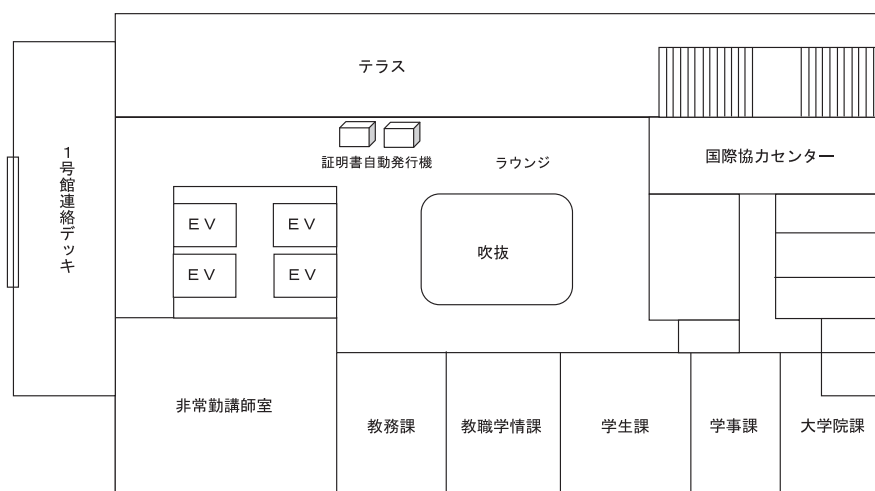 テラス
1号館連絡デッキ
証明書自動発行機
ラウンジ
国際協力センター
EV
EV
EV
EV
吹抜
非常勤講師室
教務課
教職学情課
学生課
学事課
大学院課